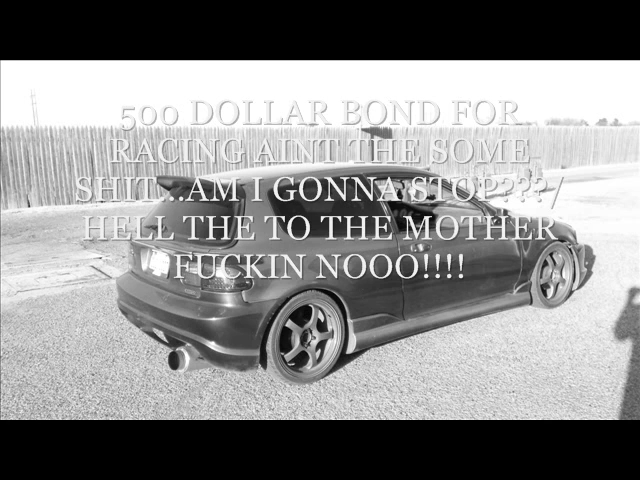 500 DOLLAR BOND FOR
RACING AINT THE SOME
SHIT...AM I GONNA STOP???/
HELL THE TO THE MOTHER
FUCKIN NOOO!!!!